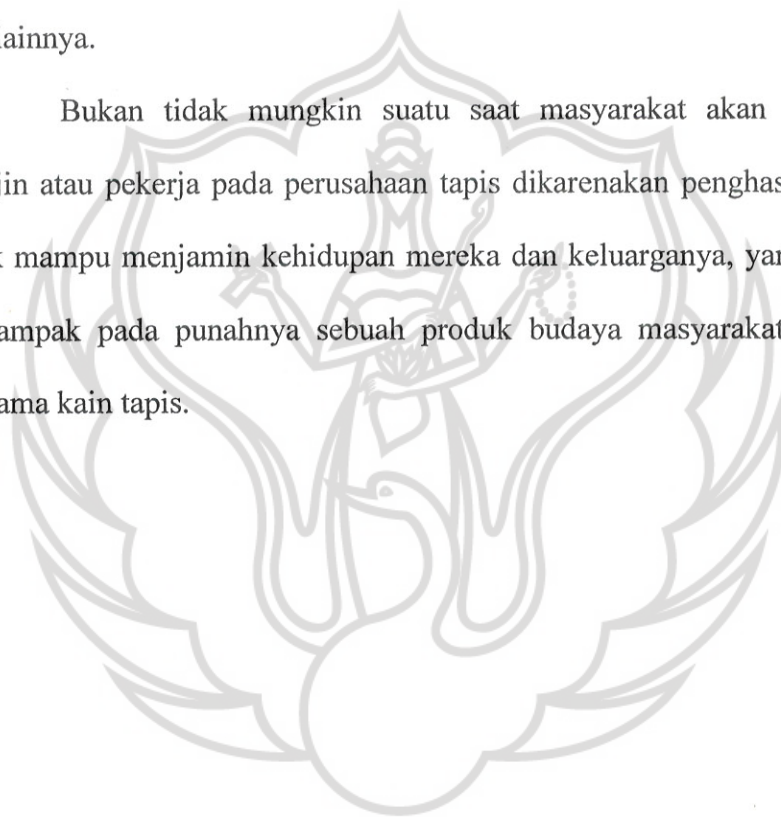 ainnya.
Bukan tidak mungkin suatu saat masyarakat akan
jin atau pekerja pada perusahaan tapis dikarenakan penghas
k mampu menjamin kehidupan mereka dan keluarganya, yar
ampak pada punahnya sebuah produk budaya masyarakat
ama kain tapis.